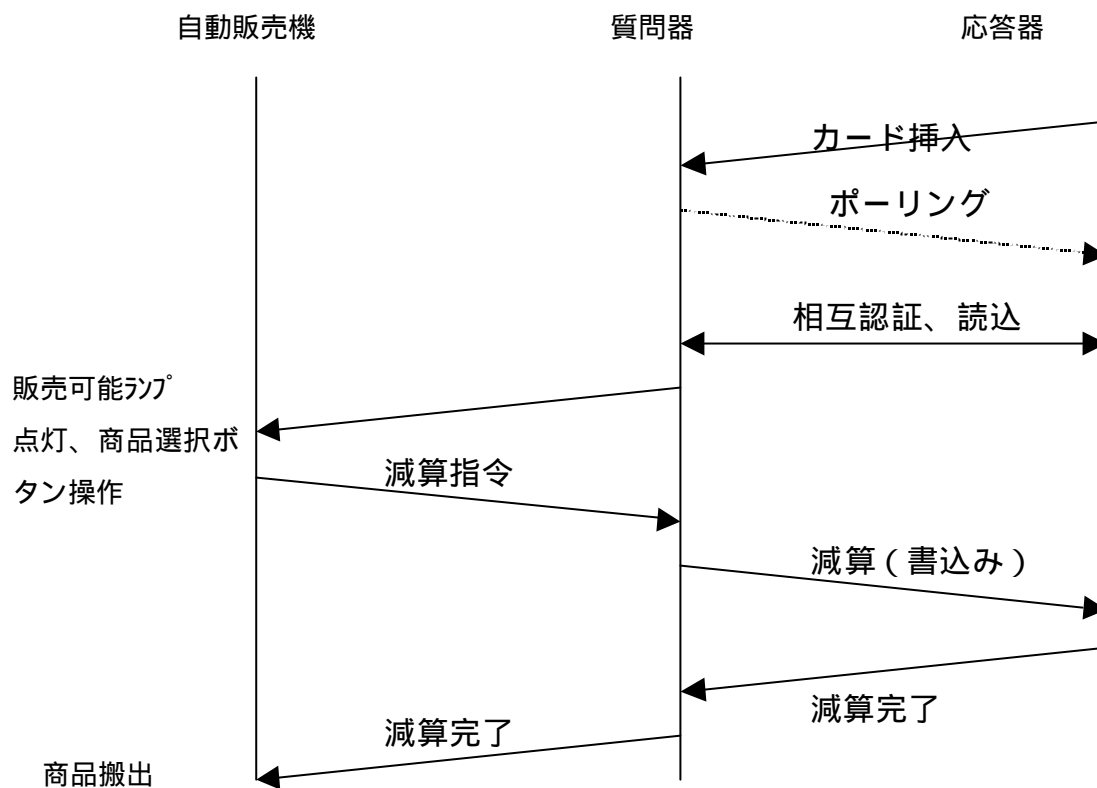 自動販売機
質問器
応答器
カード挿入
ポーリング
相互認証、読込
販売可能ﾗﾝﾌﾟ
点灯、商品選択ボ
タン操作
減算指令
減算（書込み）
減算完了
減算完了
商品搬出